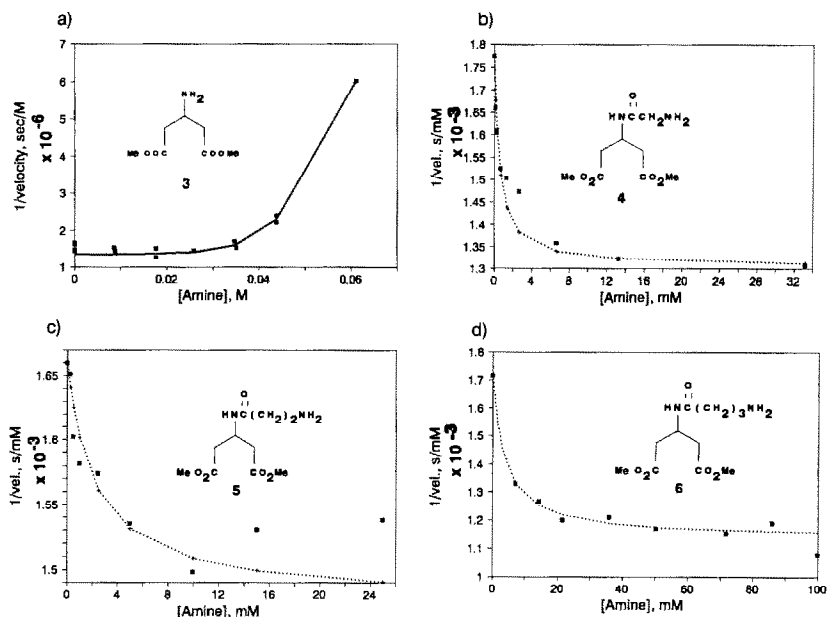 a)
1/velocity, sec/M
x 10⁻⁶
7
6
5
4
3
2
1
0
0.02
0.04
0.06
[Amine], M
NH₂
MeOOC
COOMe
3
b)
1/vel., s/mM
x 10⁻³
1.8
1.75
1.7
1.65
1.6
1.55
1.5
1.45
1.4
1.35
1.3
0
4
8
12
16
20
24
28
32
[Amine], mM
O
HNCCH₂NH₂
MeO₂C
CO₂Me
4
c)
1/vel., s/mM
x 10⁻³
1.65
1.6
1.55
1.5
0
4
8
12
16
20
24
[Amine], mM
O
HNC(CH₂)₂NH₂
MeO₂C
CO₂Me
5
d)
1/vel., s/mM
x 10⁻³
1.8
1.7
1.6
1.5
1.4
1.3
1.2
1.1
1
0
20
40
60
80
100
[Amine], mM
O
HNC(CH₂)₃NH₂
MeO₂C
CO₂Me
6